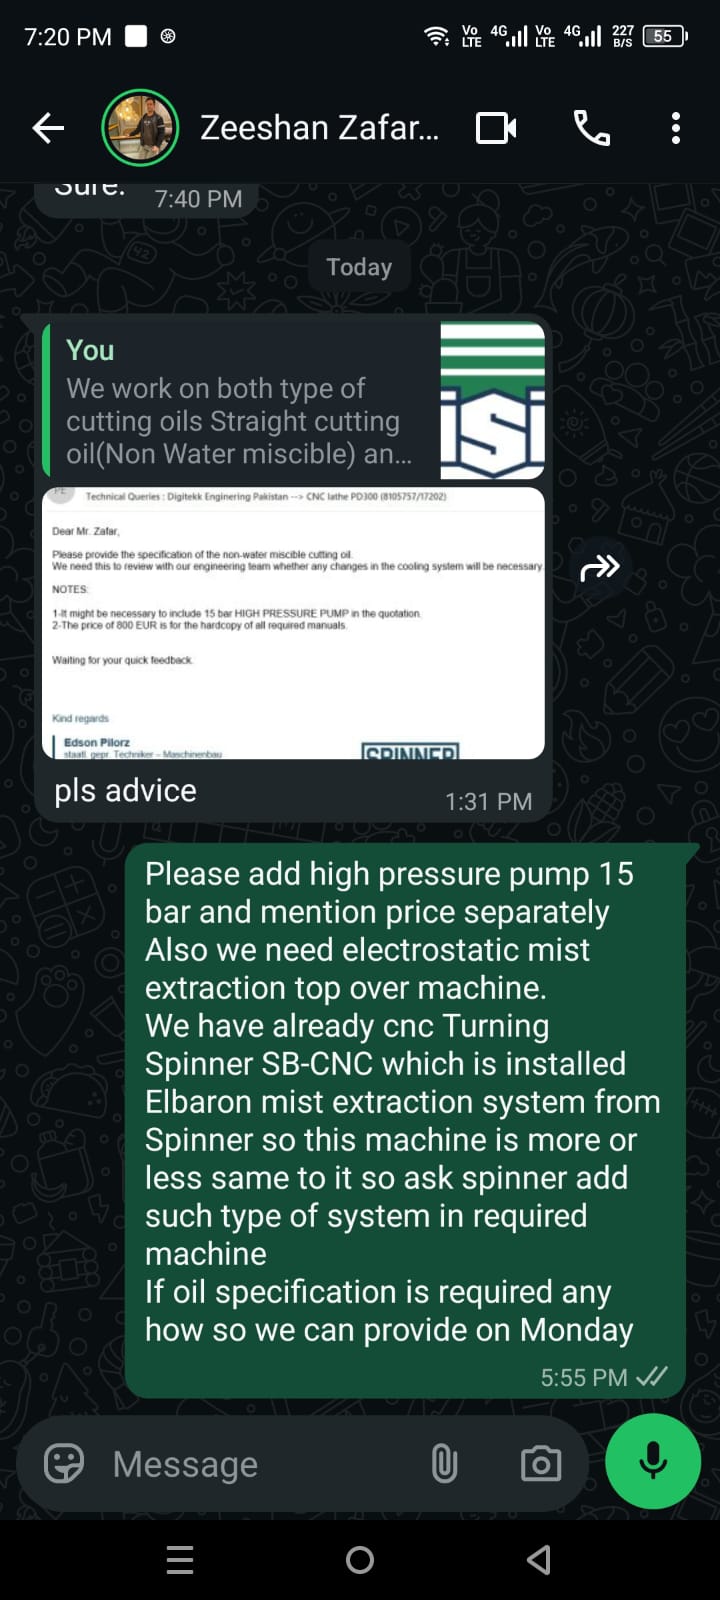 7:20 PM
Vo LTE 4G Vo LTE 4G 227 B/S 55
Zeeshan Zafar...
Sure.
7:40 PM
Today
You
We work on both type of
cutting oils Straight cutting
oil(Non Water miscible) an...
PE
Technical Queries : Digitekk Enginering Pakistan --> CNC lathe PD300 (8105757/17202)
Dear Mr. Zafar,
Please provide the specification of the non-water miscible cutting oil.
We need this to review with our engineering team whether any changes in the cooling system will be necessary.
NOTES:
1-It might be necessary to include 15 bar HIGH PRESSURE PUMP in the quotation.
2-The price of 800 EUR is for the hardcopy of all required manuals.
Waiting for your quick feedback.
Kind regards
Edson Pilorz
staatl. gepr. Techniker – Maschinenbau
SPINNER
pls advice
1:31 PM
Please add high pressure pump 15
bar and mention price separately
Also we need electrostatic mist
extraction top over machine.
We have already cnc Turning
Spinner SB-CNC which is installed
Elbaron mist extraction system from
Spinner so this machine is more or
less same to it so ask spinner add
such type of system in required
machine
If oil specification is required any
how so we can provide on Monday
5:55 PM
Message